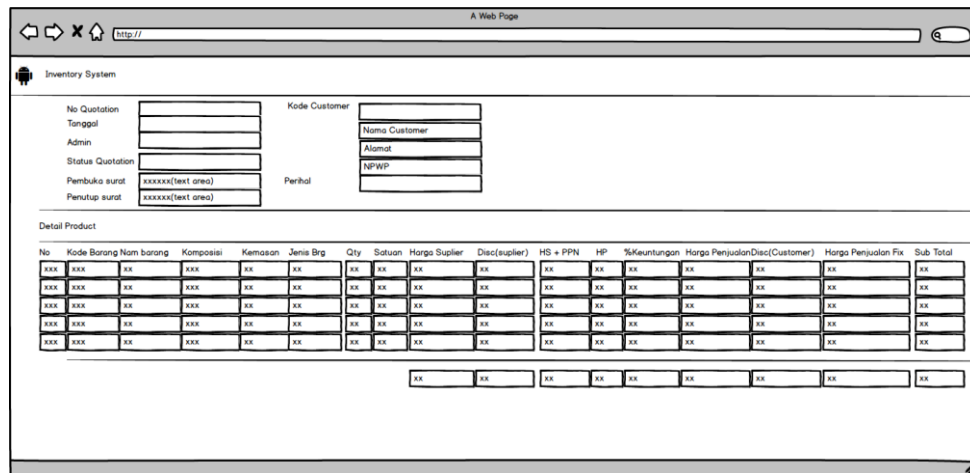 A Web Page
http://
Inventory System
No Quotation
Kode Customer
Tanggal
Nama Customer
Admin
Alamat
Status Quotation
NPWP
Pembuka surat xxxxxx(text area)
Perihal
Penutup surat xxxxxx(text area)
Detail Product
No Kode Barang Nam barang Komposisi Kemasan Jenis Brg Qty Satuan Harga Suplier Disc(suplier) HS + PPN HP %Keuntungan Harga Penjualan Disc(Customer) Harga Penjualan Fix Sub Total
xxx xxx xx xxx xx xx xx xx xx xx xx xx xx xx xx xx xx
xxx xxx xx xxx xx xx xx xx xx xx xx xx xx xx xx xx xx
xxx xxx xx xxx xx xx xx xx xx xx xx xx xx xx xx xx xx
xxx xxx xx xxx xx xx xx xx xx xx xx xx xx xx xx xx xx
xxx xxx xx xxx xx xx xx xx xx xx xx xx xx xx xx xx xx
xx xx xx xx xx xx xx xx xx